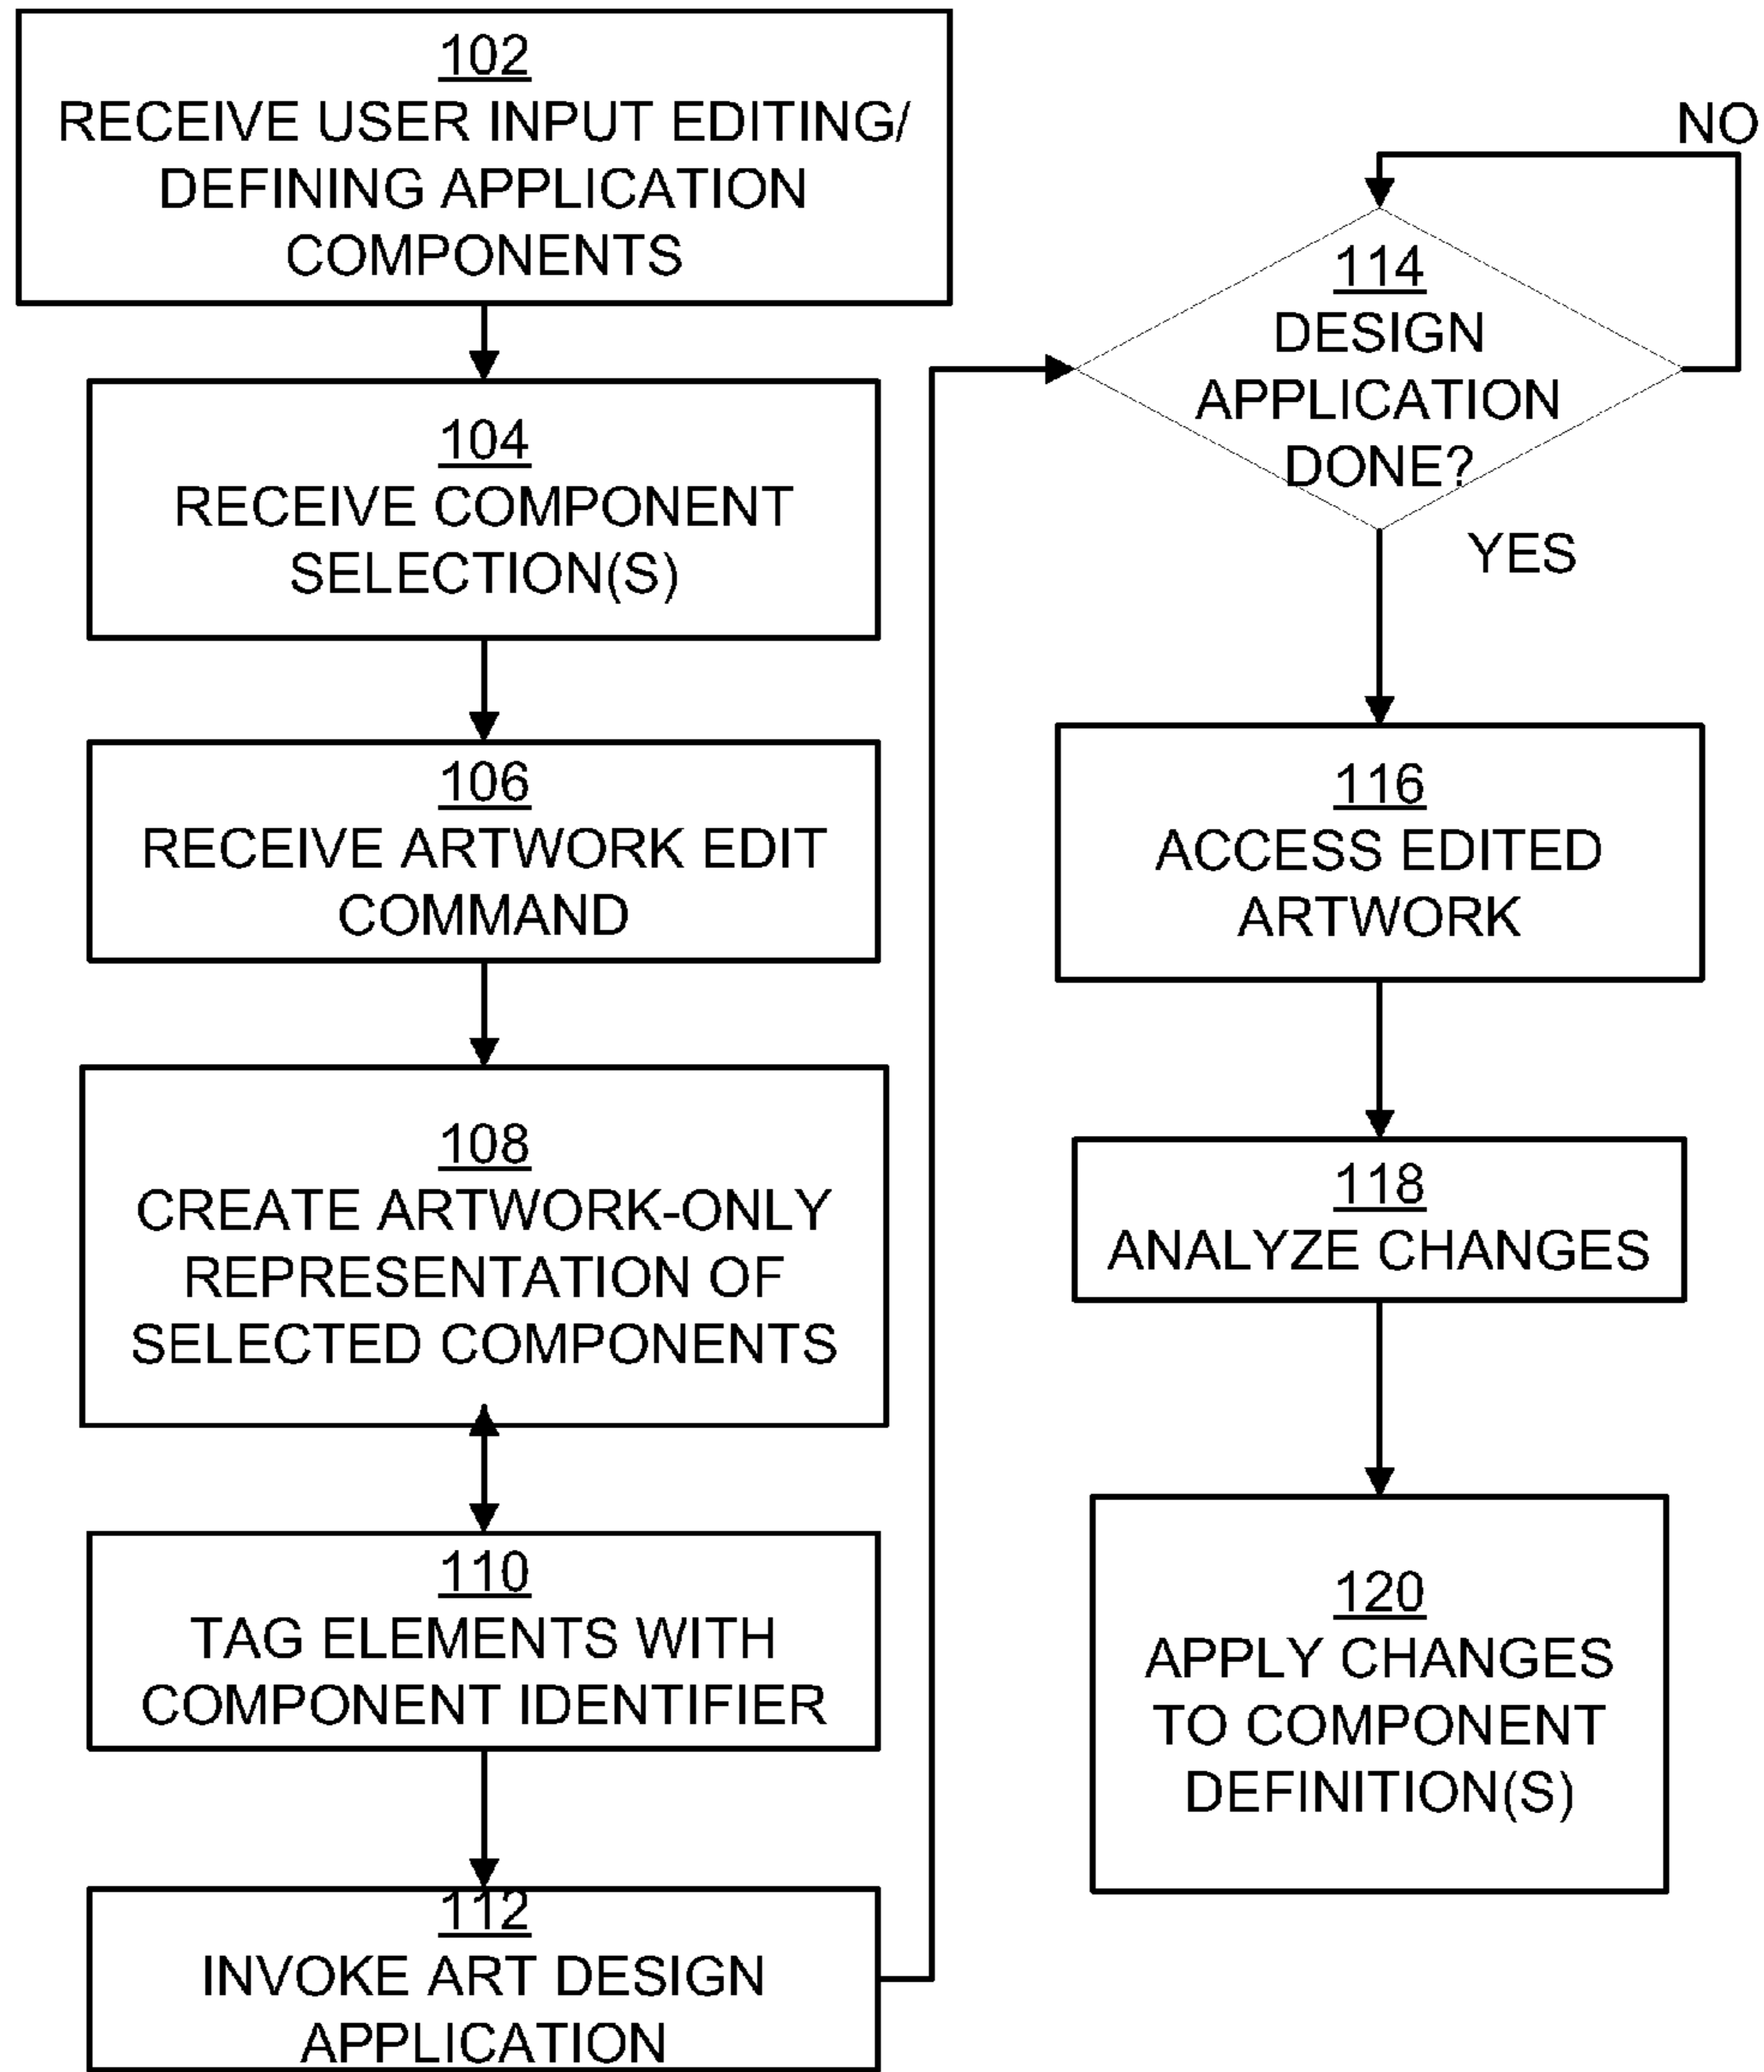 102
RECEIVE USER INPUT EDITING/
DEFINING APPLICATION
COMPONENTS
104
RECEIVE COMPONENT
SELECTION(S)
106
RECEIVE ARTWORK EDIT
COMMAND
108
CREATE ARTWORK-ONLY
REPRESENTATION OF
SELECTED COMPONENTS
110
TAG ELEMENTS WITH
COMPONENT IDENTIFIER
112
INVOKE ART DESIGN
APPLICATION
NO
114
DESIGN
APPLICATION
DONE?
YES
116
ACCESS EDITED
ARTWORK
118
ANALYZE CHANGES
120
APPLY CHANGES
TO COMPONENT
DEFINITION(S)